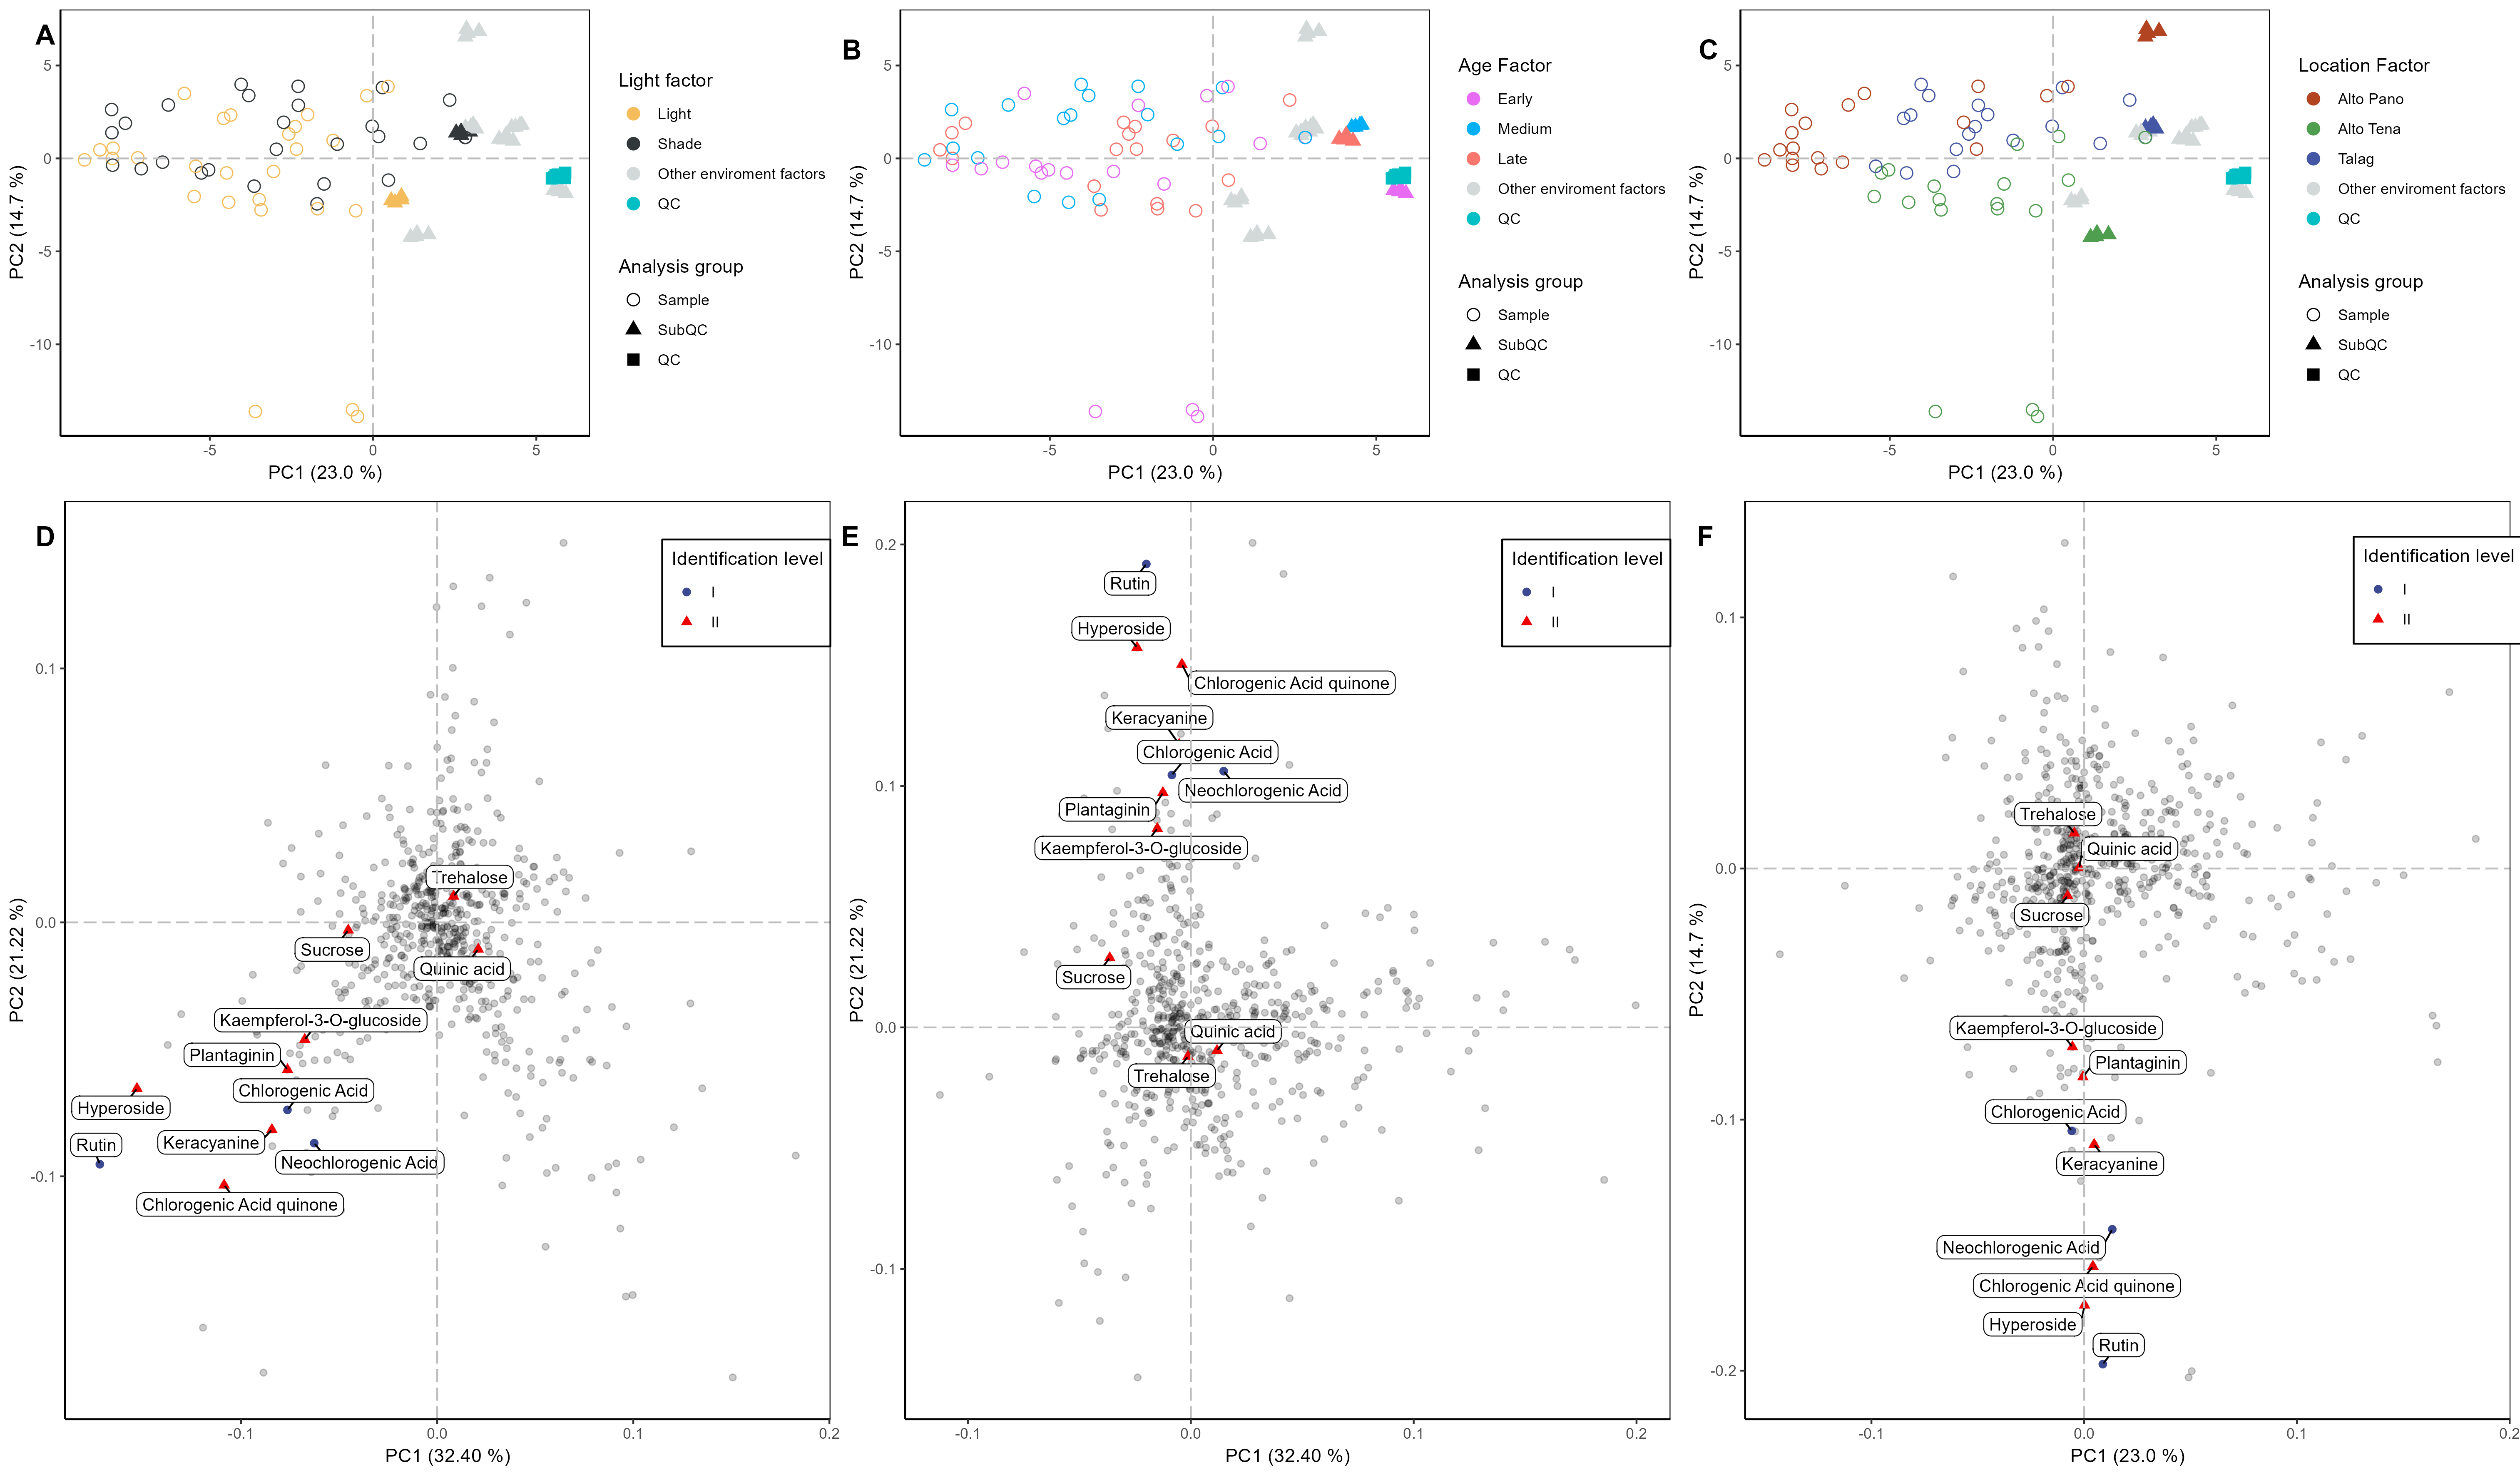 A
5
0
-5
-10
-5
0
5
PC1 (23.0 %)
PC2 (14.7 %)
Light factor
Light
Shade
Other enviroment factors
QC
Analysis group
Sample
SubQC
QC
B
5
0
-5
-10
-5
0
5
PC1 (23.0 %)
PC2 (14.7 %)
Age Factor
Early
Medium
Late
Other enviroment factors
QC
Analysis group
Sample
SubQC
QC
C
5
0
-5
-10
-5
0
5
PC1 (23.0 %)
PC2 (14.7 %)
Location Factor
Alto Pano
Alto Tena
Talag
Other enviroment factors
QC
Analysis group
Sample
SubQC
QC
D
Identification level
I
II
0.1
0.0
-0.1
Trehalose
Sucrose
Quinic acid
Kaempferol-3-O-glucoside
Plantaginin
Chlorogenic Acid
Hyperoside
Keracyanine
Rutin
Neochlorogenic Acid
Chlorogenic Acid quinone
-0.1
0.0
0.1
0.2
PC1 (32.40 %)
PC2 (21.22 %)
E
Identification level
I
II
0.2
0.1
0.0
-0.1
Rutin
Hyperoside
Chlorogenic Acid quinone
Keracyanine
Chlorogenic Acid
Neochlorogenic Acid
Plantaginin
Kaempferol-3-O-glucoside
Sucrose
Quinic acid
Trehalose
-0.1
0.0
0.1
0.2
PC1 (32.40 %)
PC2 (21.22 %)
F
Identification level
I
II
0.1
0.0
-0.1
-0.2
Trehalose
Quinic acid
Sucrose
Kaempferol-3-O-glucoside
Plantaginin
Chlorogenic Acid
Keracyanine
Neochlorogenic Acid
Chlorogenic Acid quinone
Hyperoside
Rutin
-0.1
0.0
0.1
0.2
PC1 (23.0 %)
PC2 (14.7 %)